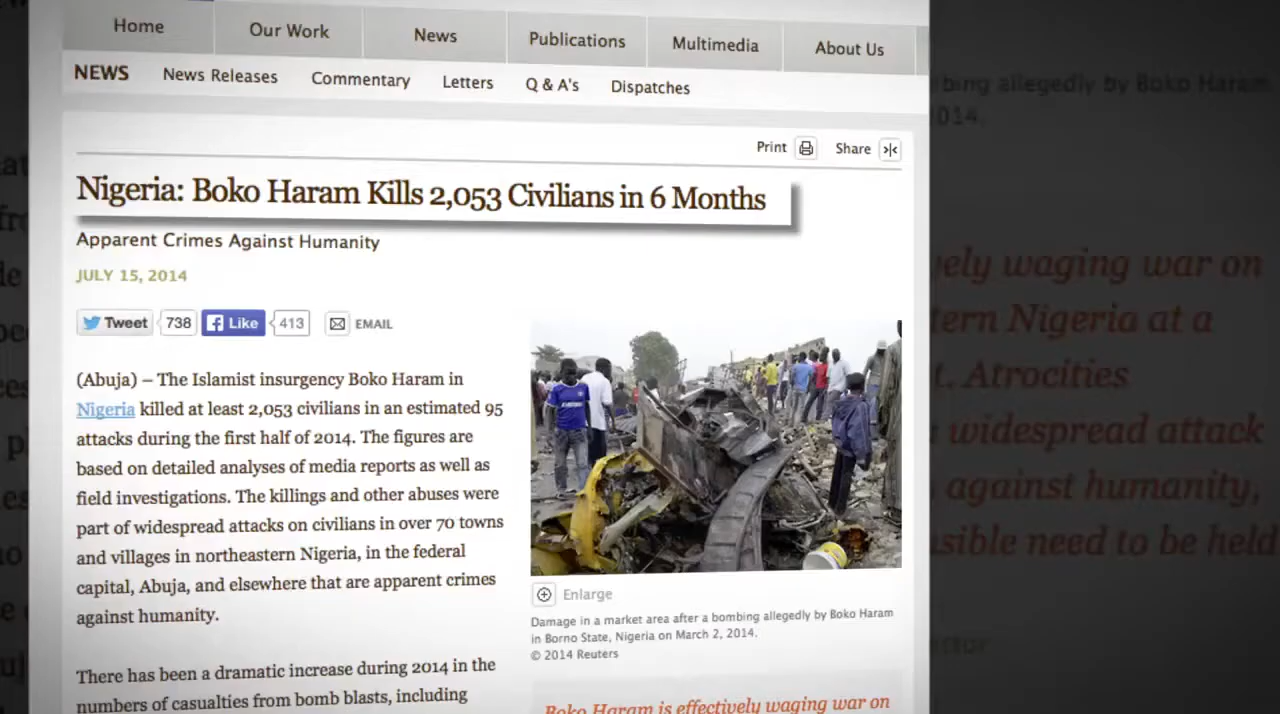 Home Our Work News Publications Multimedia About Us
NEWS News Releases Commentary Letters Q & A's Dispatches
Print Share
Nigeria: Boko Haram Kills 2,053 Civilians in 6 Months
Apparent Crimes Against Humanity
JULY 15, 2014
Tweet 738 Like 413 EMAIL
(Abuja) – The Islamist insurgency Boko Haram in
Nigeria killed at least 2,053 civilians in an estimated 95
attacks during the first half of 2014. The figures are
based on detailed analyses of media reports as well as
field investigations. The killings and other abuses were
part of widespread attacks on civilians in over 70 towns
and villages in northeastern Nigeria, in the federal
capital, Abuja, and elsewhere that are apparent crimes
against humanity.
There has been a dramatic increase during 2014 in the
numbers of casualties from bomb blasts, including
Enlarge
Damage in a market area after a bombing allegedly by Boko Haram
in Borno State, Nigeria on March 2, 2014.
© 2014 Reuters
Boko Haram is effectively waging war on
bing allegedly by Boko Haram
014.
ely waging war on
tern Nigeria at a
t. Atrocities
widespread attack
against humanity,
sible need to be held